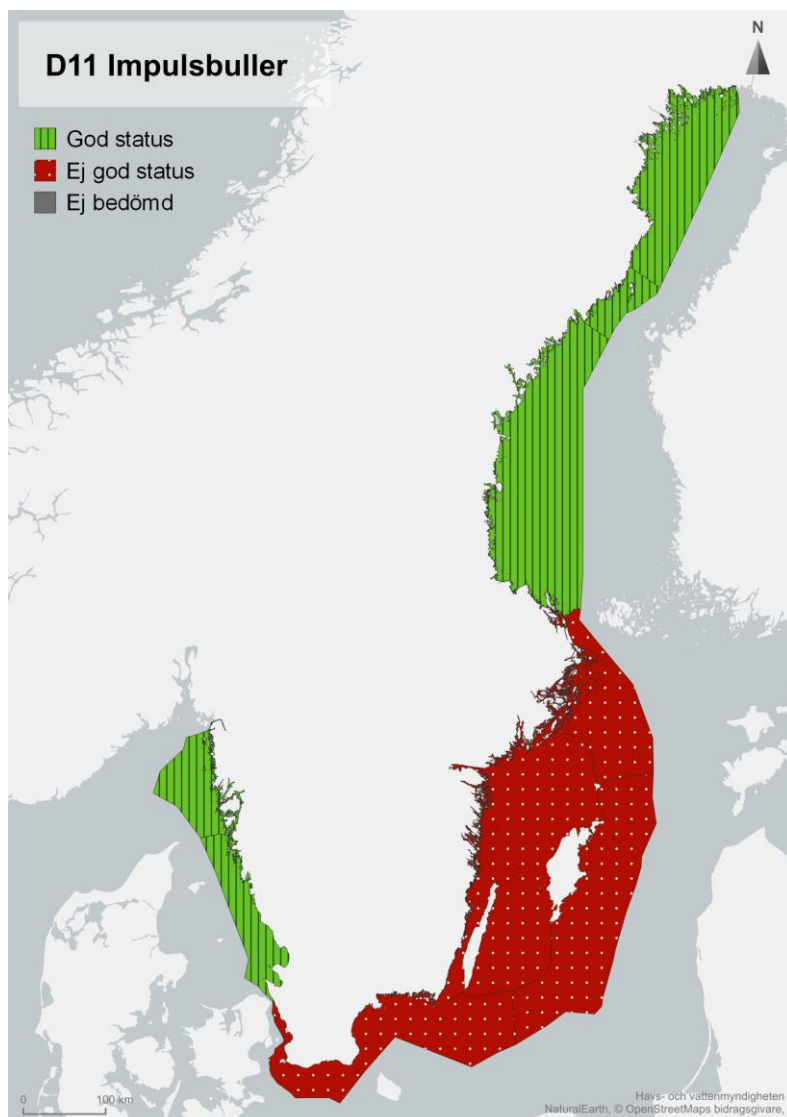 D11 Impulsbuller
N
God status
Ej god status
Ej bedömd
0 100 km
Havs- och vattenmyndigheten
NaturalEarth, © OpenStreetMaps bidragsgivare,